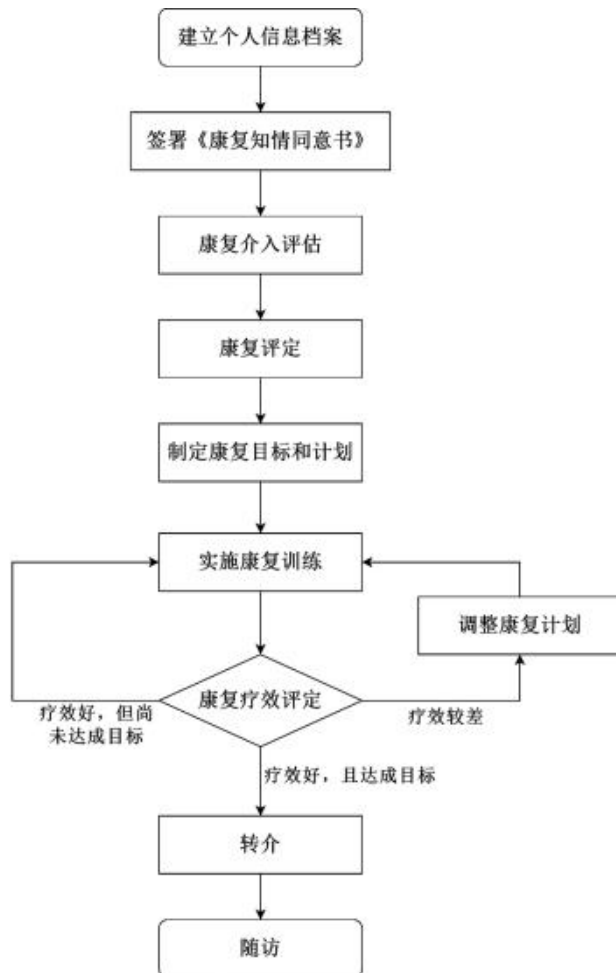 建立个人信息档案
签署《康复知情同意书》
康复介入评估
康复评定
制定康复目标和计划
实施康复训练
调整康复计划
康复疗效评定
疗效好，但尚
未达成目标
疗效较差
疗效好，且达成目标
转介
随访